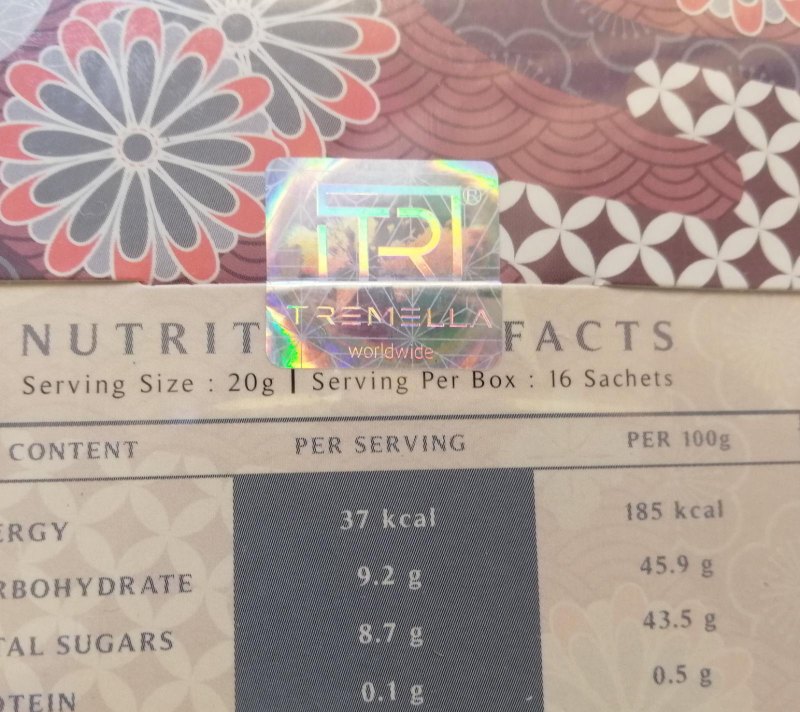 TR®
TREMELLA
worldwide
NUTRIT FACTS
Serving Size : 20g | Serving Per Box : 16 Sachets
CONTENT PER SERVING PER 100g
ERGY 37 kcal 185 kcal
RBOHYDRATE 9.2 g 45.9 g
TAL SUGARS 8.7 g 43.5 g
OTEIN 0.1 g 0.5 g